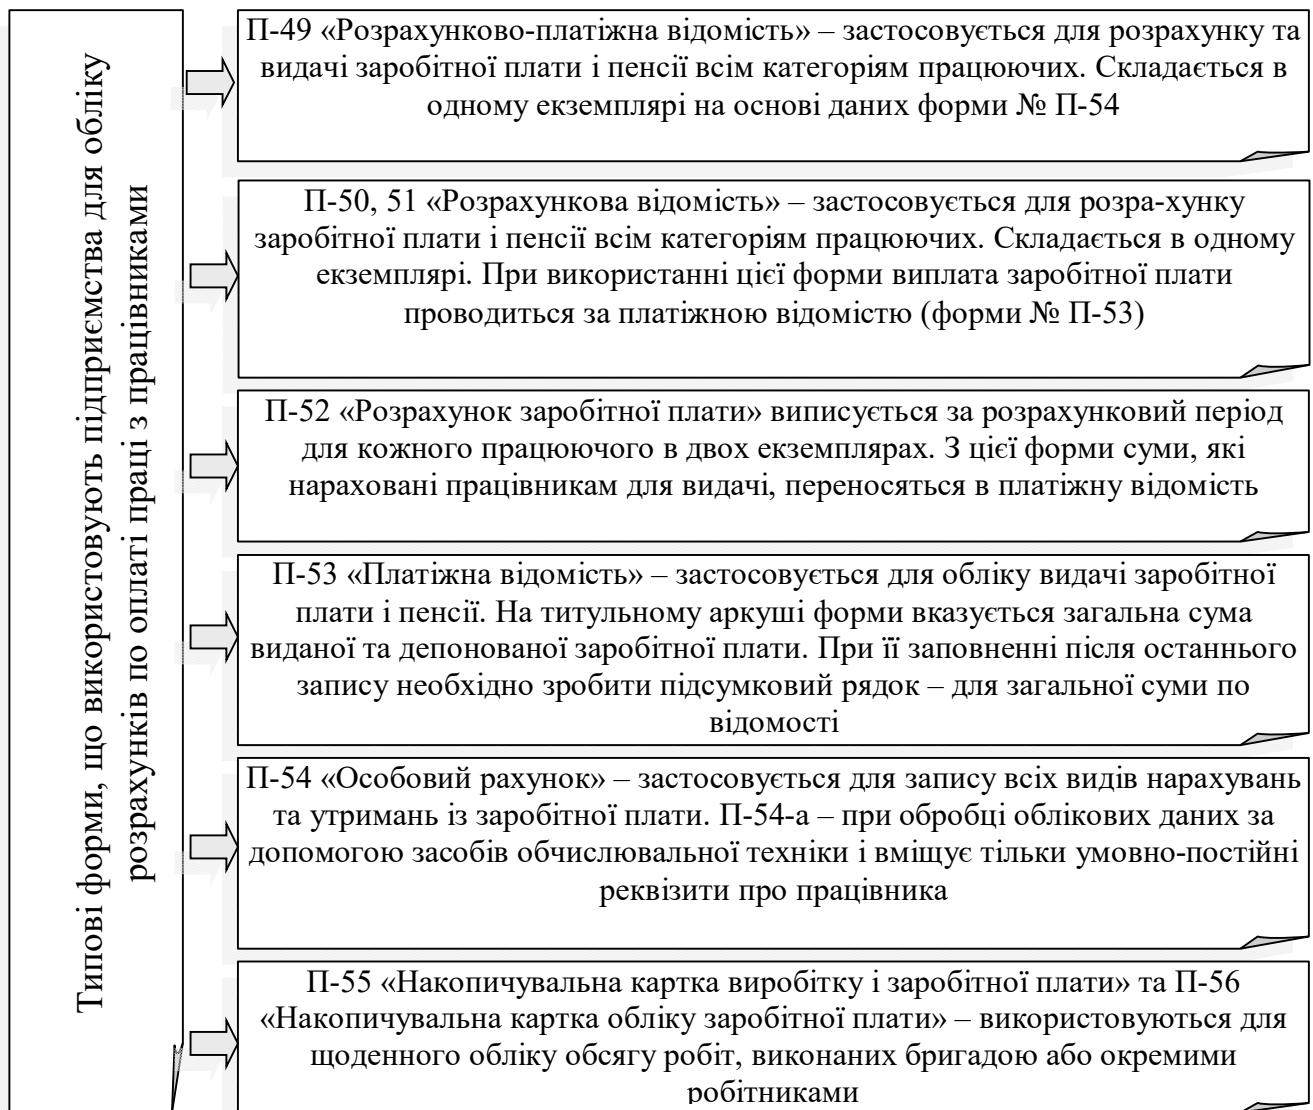 Типові форми, що використовують підприємства для обліку
розрахунків по оплаті праці з працівниками
П-49 «Розрахунково-платіжна відомість» – застосовується для розрахунку та
видачі заробітної плати і пенсії всім категоріям працюючих. Складається в
одному екземплярі на основі даних форми № П-54
П-50, 51 «Розрахункова відомість» – застосовується для розра-хунку
заробітної плати і пенсії всім категоріям працюючих. Складається в одному
екземплярі. При використанні цієї форми виплата заробітної плати
проводиться за платіжною відомістю (форми № П-53)
П-52 «Розрахунок заробітної плати» виписується за розрахунковий період
для кожного працюючого в двох екземплярах. З цієї форми суми, які
нараховані працівникам для видачі, переносяться в платіжну відомість
П-53 «Платіжна відомість» – застосовується для обліку видачі заробітної
плати і пенсії. На титульному аркуші форми вказується загальна сума
виданої та депонованої заробітної плати. При її заповненні після останнього
запису необхідно зробити підсумковий рядок – для загальної суми по
відомості
П-54 «Особовий рахунок» – застосовується для запису всіх видів нарахувань
та утримань із заробітної плати. П-54-а – при обробці облікових даних за
допомогою засобів обчислювальної техніки і вміщує тільки умовно-постійні
реквізити про працівника
П-55 «Накопичувальна картка виробітку і заробітної плати» та П-56
«Накопичувальна картка обліку заробітної плати» – використовуються для
щоденного обліку обсягу робіт, виконаних бригадою або окремими
робітниками